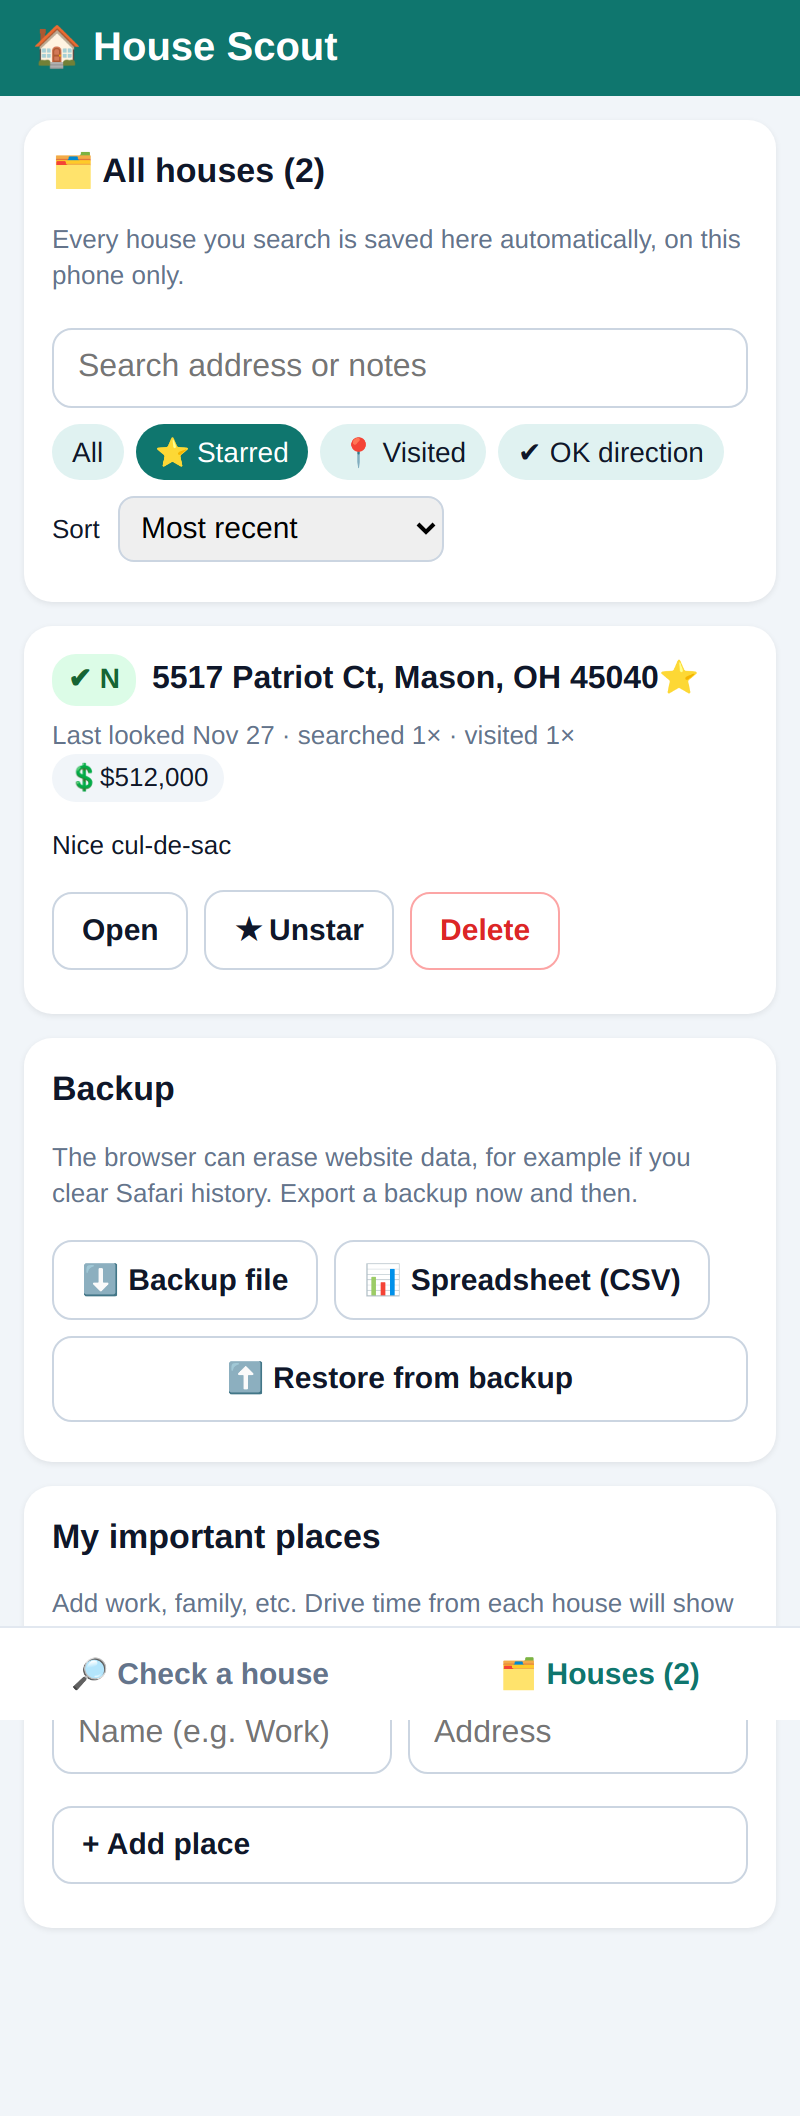 🏠 House Scout
🗂️ All houses (2)
Every house you search is saved here automatically, on this
phone only.
Search address or notes
All ⭐ Starred 📍 Visited ✔ OK direction
Sort Most recent
✔ N 5517 Patriot Ct, Mason, OH 45040⭐
Last looked Nov 27 · searched 1× · visited 1×
💲$512,000
Nice cul-de-sac
Open ★ Unstar Delete
Backup
The browser can erase website data, for example if you
clear Safari history. Export a backup now and then.
⬇️ Backup file 📊 Spreadsheet (CSV)
⬆️ Restore from backup
My important places
Add work, family, etc. Drive time from each house will show
🔎 Check a house 🗂️ Houses (2)
Name (e.g. Work) Address
+ Add place